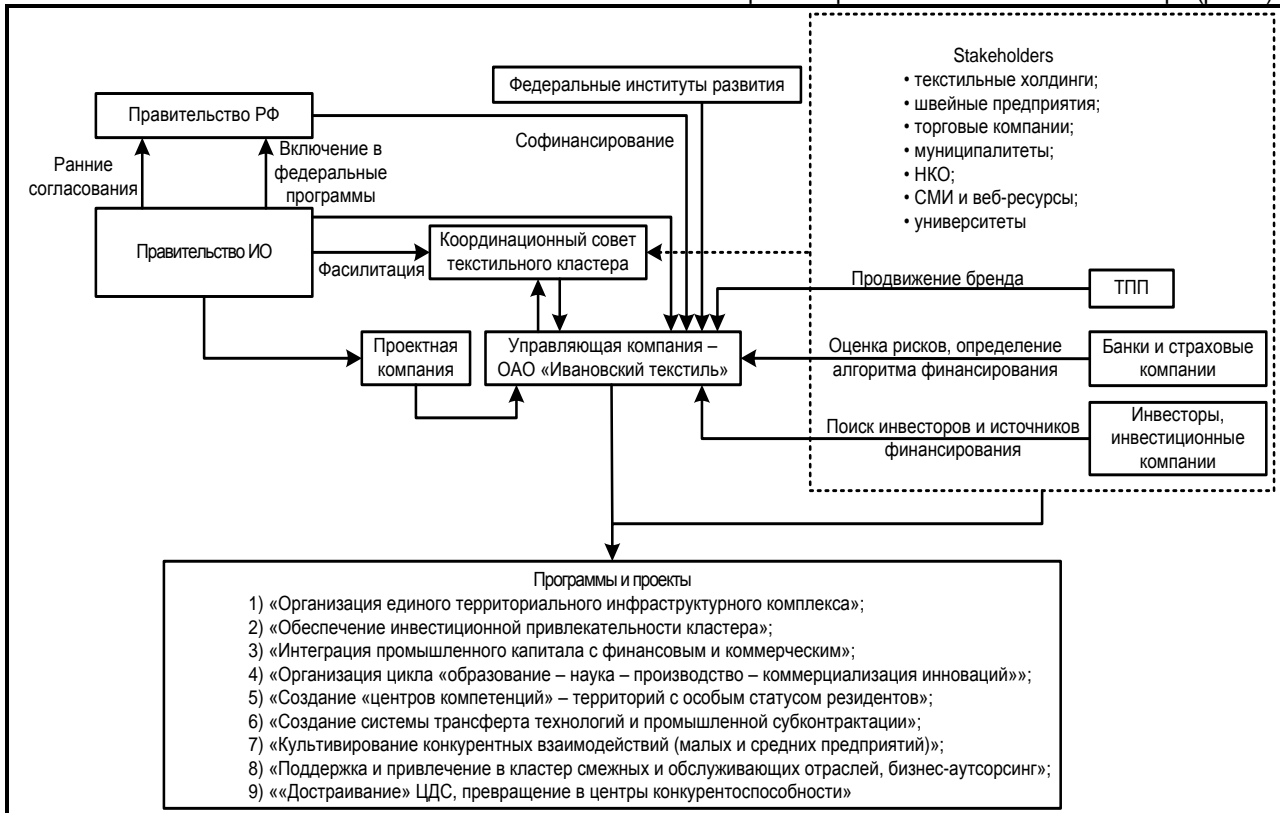 Федеральные институты развития
Правительство РФ
Софинансирование
Ранние
согласования
Включение в
федеральные
программы
Правительство ИО
Фасилитация
Координационный совет
текстильного кластера
Проектная
компания
Управляющая компания –
ОАО «Ивановский текстиль»
Stakeholders
• текстильные холдинги;
• швейные предприятия;
• торговые компании;
• муниципалитеты;
• НКО;
• СМИ и веб-ресурсы;
• университеты
Продвижение бренда
ТПП
Оценка рисков, определение
алгоритма финансирования
Банки и страховые
компании
Поиск инвесторов и источников
финансирования
Инвесторы,
инвестиционные
компании
Программы и проекты
1) «Организация единого территориального инфраструктурного комплекса»;
2) «Обеспечение инвестиционной привлекательности кластера»;
3) «Интеграция промышленного капитала с финансовым и коммерческим»;
4) «Организация цикла «образование – наука – производство – коммерциализация инноваций»»;
5) «Создание «центров компетенций» – территорий с особым статусом резидентов»;
6) «Создание системы трансферта технологий и промышленной субконтрактации»;
7) «Культивирование конкурентных взаимодействий (малых и средних предприятий)»;
8) «Поддержка и привлечение в кластер смежных и обслуживающих отраслей, бизнес-аутсорсинг»;
9) ««Достраивание» ЦДС, превращение в центры конкурентоспособности»